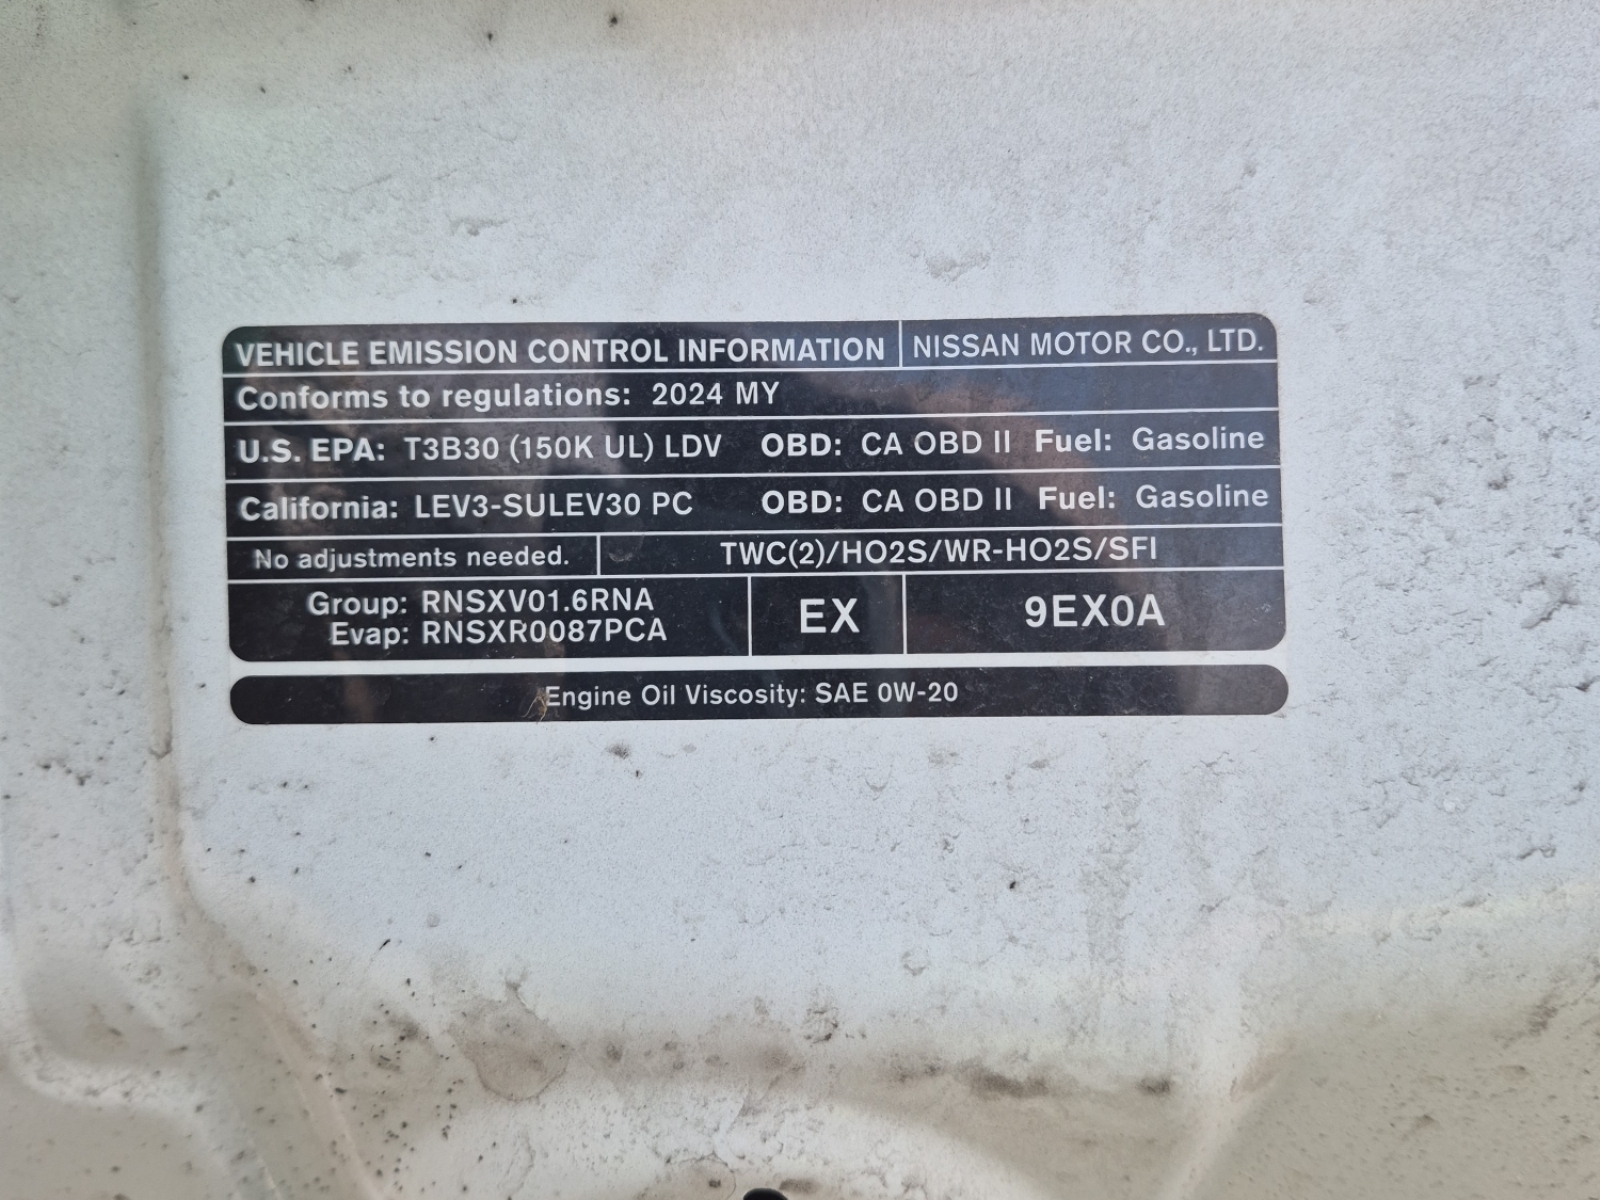 VEHICLE EMISSION CONTROL INFORMATION NISSAN MOTOR CO., LTD.
Conforms to regulations: 2024 MY
U.S. EPA: T3B30 (150K UL) LDV OBD: CA OBD II Fuel: Gasoline
California: LEV3-SULEV30 PC OBD: CA OBD II Fuel: Gasoline
No adjustments needed. TWC(2)/HO2S/WR-HO2S/SFI
Group: RNSXV01.6RNA
Evap: RNSXR0087PCA
EX
9EX0A
Engine Oil Viscosity: SAE 0W-20